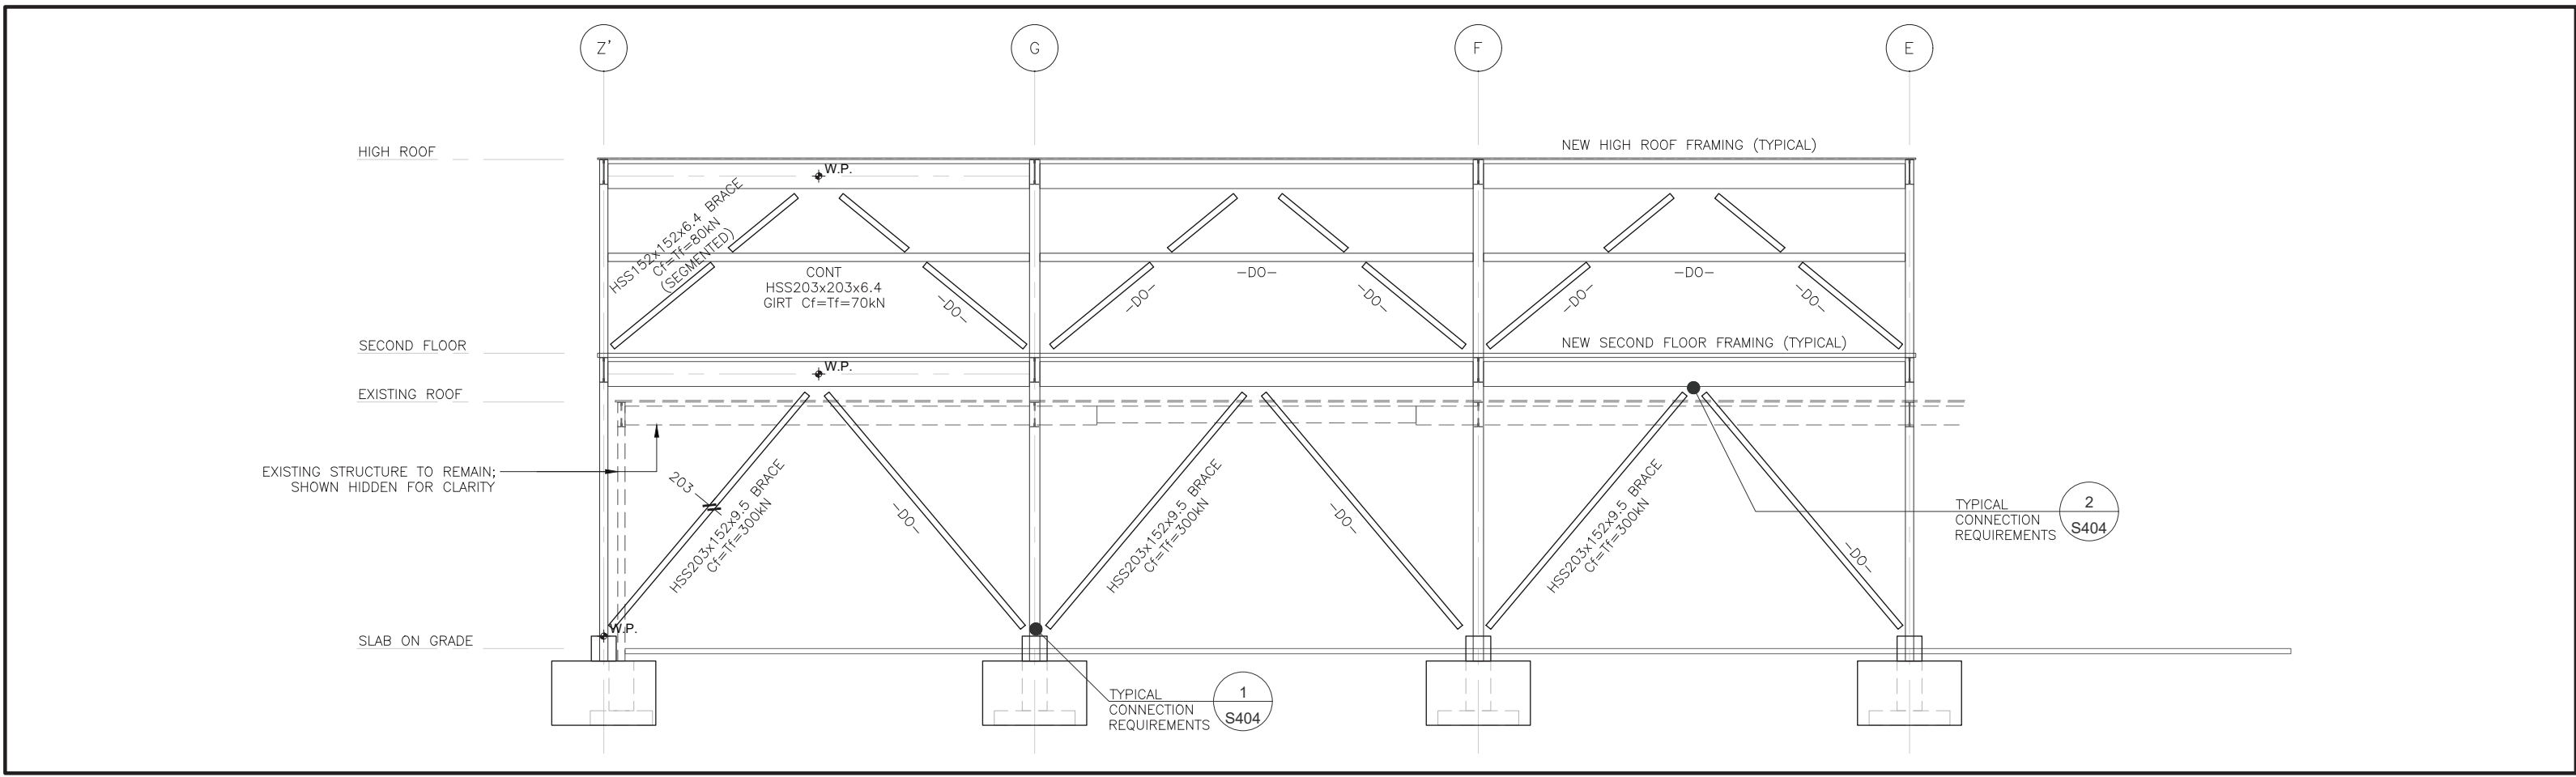 Z'
G
F
E
HIGH ROOF
NEW HIGH ROOF FRAMING (TYPICAL)
W.P.
HSS152x152x6.4 BRACE
Cf=Tf=80kN
(SEGMENTED)
CONT
HSS203x203x6.4
GIRT Cf=Tf=70kN
-DO-
-DO-
-DO-
-DO-
-DO-
-DO-
-DO-
SECOND FLOOR
NEW SECOND FLOOR FRAMING (TYPICAL)
W.P.
EXISTING ROOF
EXISTING STRUCTURE TO REMAIN;
SHOWN HIDDEN FOR CLARITY
203
HSS203x152x9.5 BRACE
Cf=Tf=300kN
-DO-
HSS203x152x9.5 BRACE
Cf=Tf=300kN
-DO-
HSS203x152x9.5 BRACE
Cf=Tf=300kN
-DO-
TYPICAL
CONNECTION
REQUIREMENTS
2
S404
W.P.
SLAB ON GRADE
TYPICAL
CONNECTION
REQUIREMENTS
1
S404